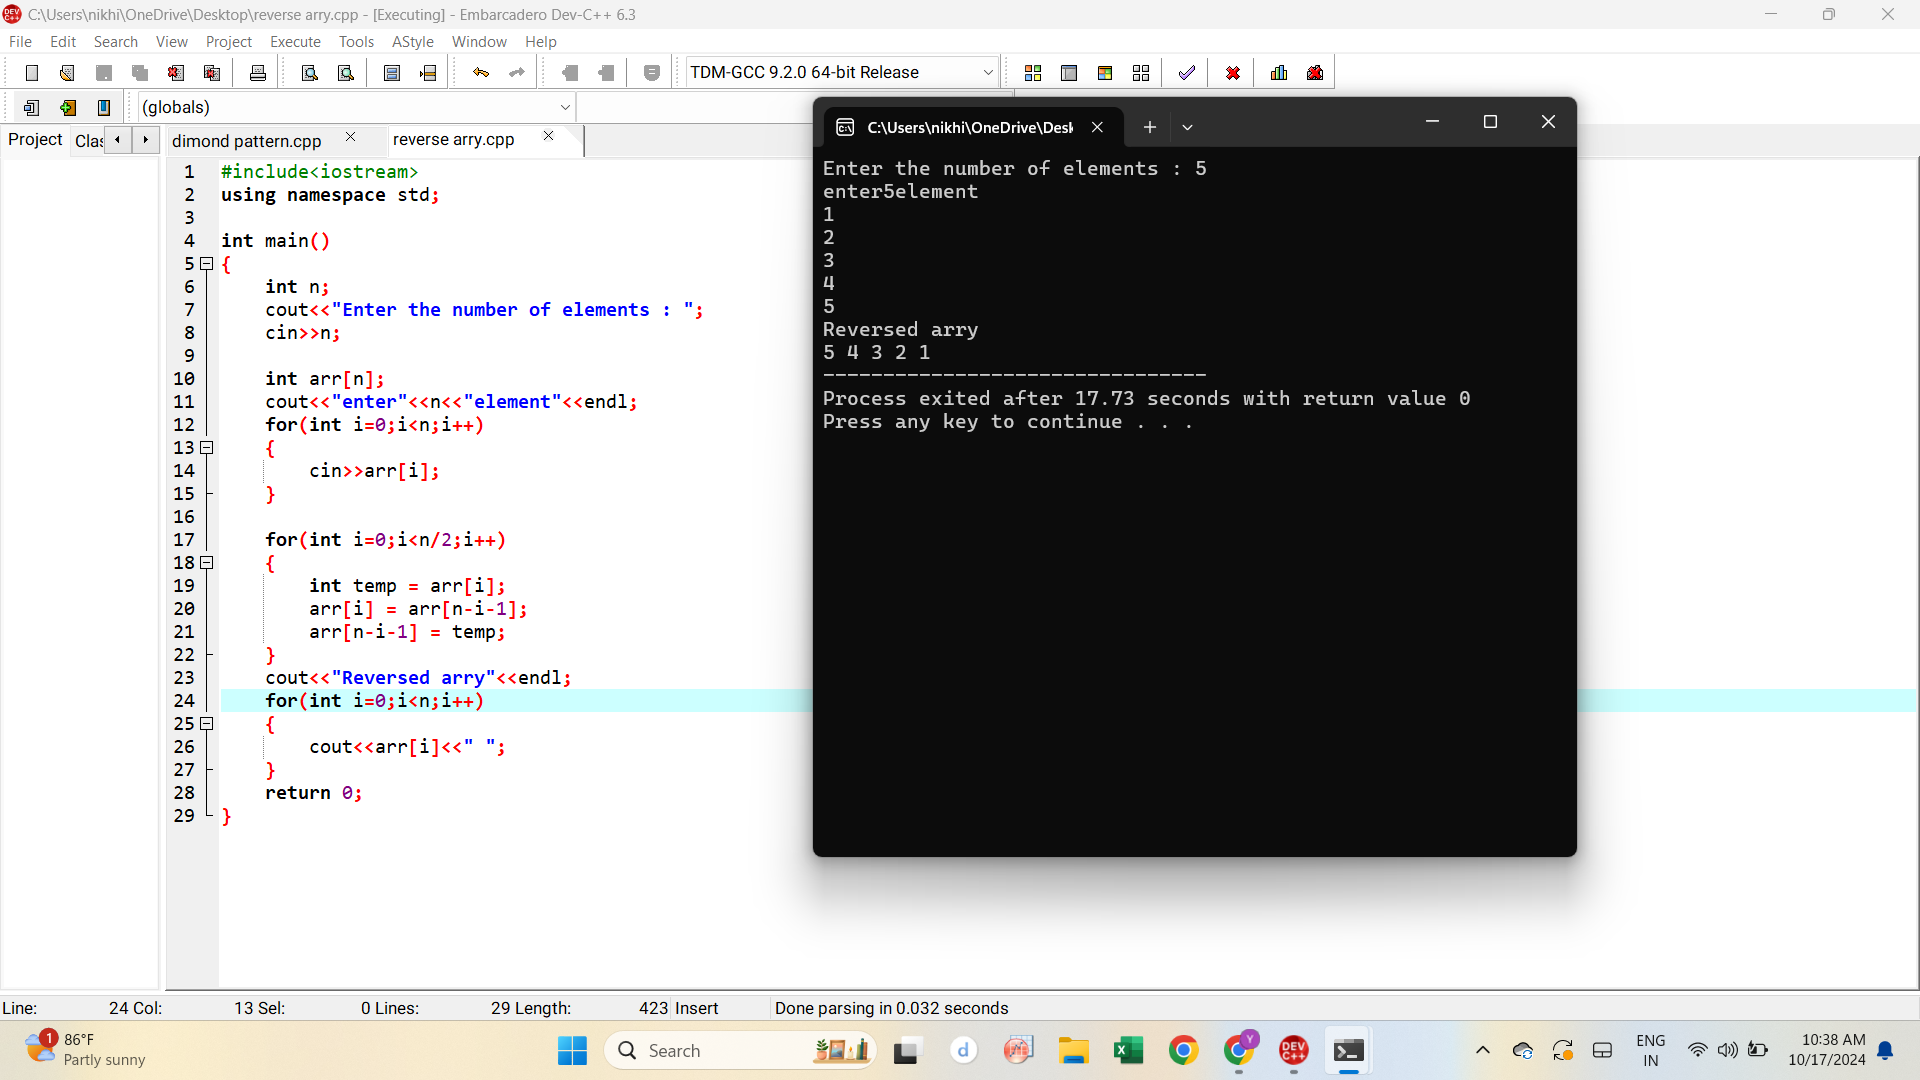 C:\Users\nikhi\OneDrive\Desktop\reverse arry.cpp - [Executing] - Embarcadero Dev-C++ 6.3
File Edit Search View Project Execute Tools AStyle Window Help
TDM-GCC 9.2.0 64-bit Release
(globals)
Project Clas
dimond pattern.cpp reverse arry.cpp
1 #include<iostream>
2 using namespace std;
3
4 int main()
5 {
6 int n;
7 cout<<"Enter the number of elements : ";
8 cin>>n;
9
10 int arr[n];
11 cout<<"enter"<<n<<"element"<<endl;
12 for(int i=0;i<n;i++)
13 {
14 cin>>arr[i];
15 }
16
17 for(int i=0;i<n/2;i++)
18 {
19 int temp = arr[i];
20 arr[i] = arr[n-i-1];
21 arr[n-i-1] = temp;
22 }
23 cout<<"Reversed arry"<<endl;
24 for(int i=0;i<n;i++)
25 {
26 cout<<arr[i]<<" ";
27 }
28 return 0;
29 }
C:\Users\nikhi\OneDrive\Desk
Enter the number of elements : 5
enter5element
1
2
3
4
5
Reversed arry
5 4 3 2 1
--------------------------------
Process exited after 17.73 seconds with return value 0
Press any key to continue . . .
Line: 24 Col: 13 Sel: 0 Lines: 29 Length: 423 Insert Done parsing in 0.032 seconds
1
86°F
Partly sunny
Search
d
Y
DEV C++
ENG
IN
10:38 AM
10/17/2024